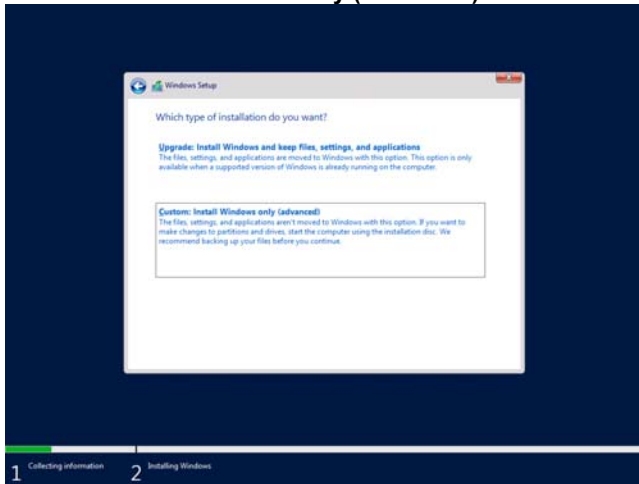 Windows Setup
Which type of installation do you want?
Upgrade: Install Windows and keep files, settings, and applications
The files, settings, and applications are moved to Windows with this option. This option is only
available when a supported version of Windows is already running on the computer.
Custom: Install Windows only (advanced)
The files, settings, and applications aren't moved to Windows with this option. If you want to
make changes to partitions and drives, start the computer using the installation disc. We
recommend backing up your files before you continue.
1 Collecting information 2 Installing Windows